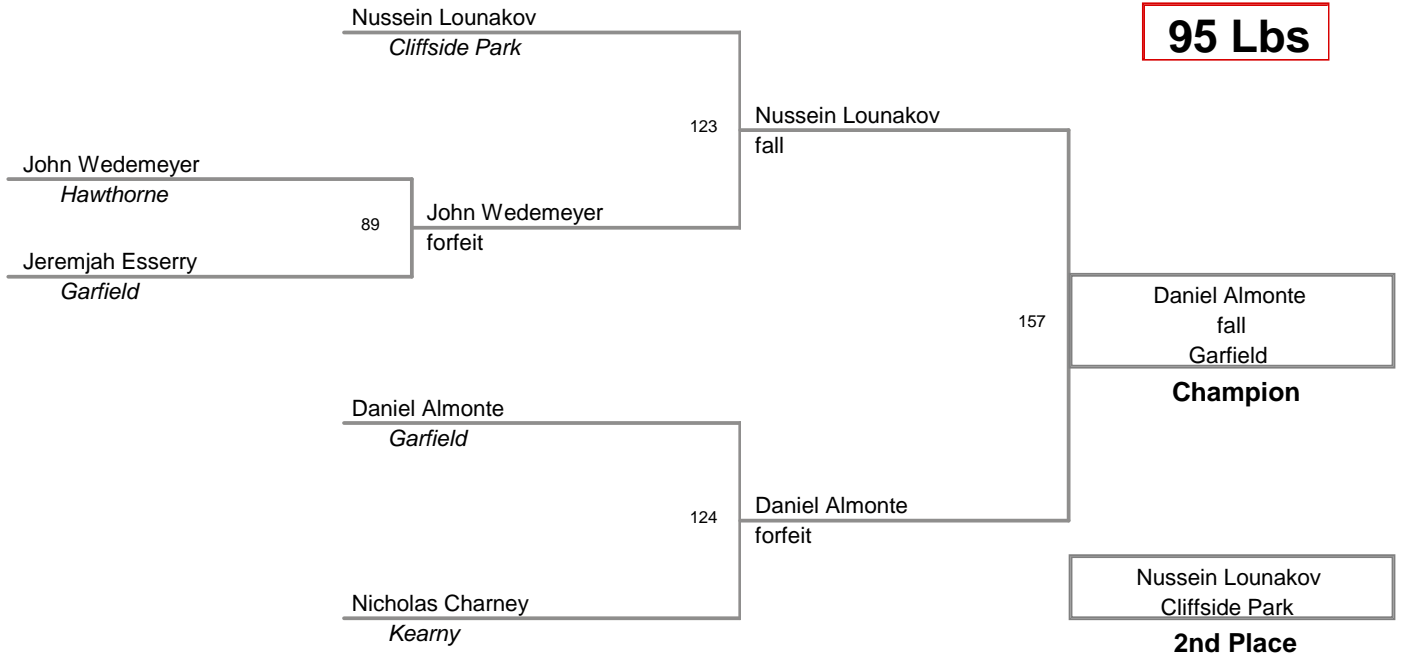 Nussein Lounakov
Cliffside Park
95 Lbs
123
Nussein Lounakov
fall
John Wedemeyer
Hawthorne
89
John Wedemeyer
forfeit
Jeremjah Esserry
Garfield
157
Daniel Almonte
fall
Garfield
Champion
Daniel Almonte
Garfield
124
Daniel Almonte
forfeit
Nicholas Charney
Kearny
Nussein Lounakov
Cliffside Park
2nd Place